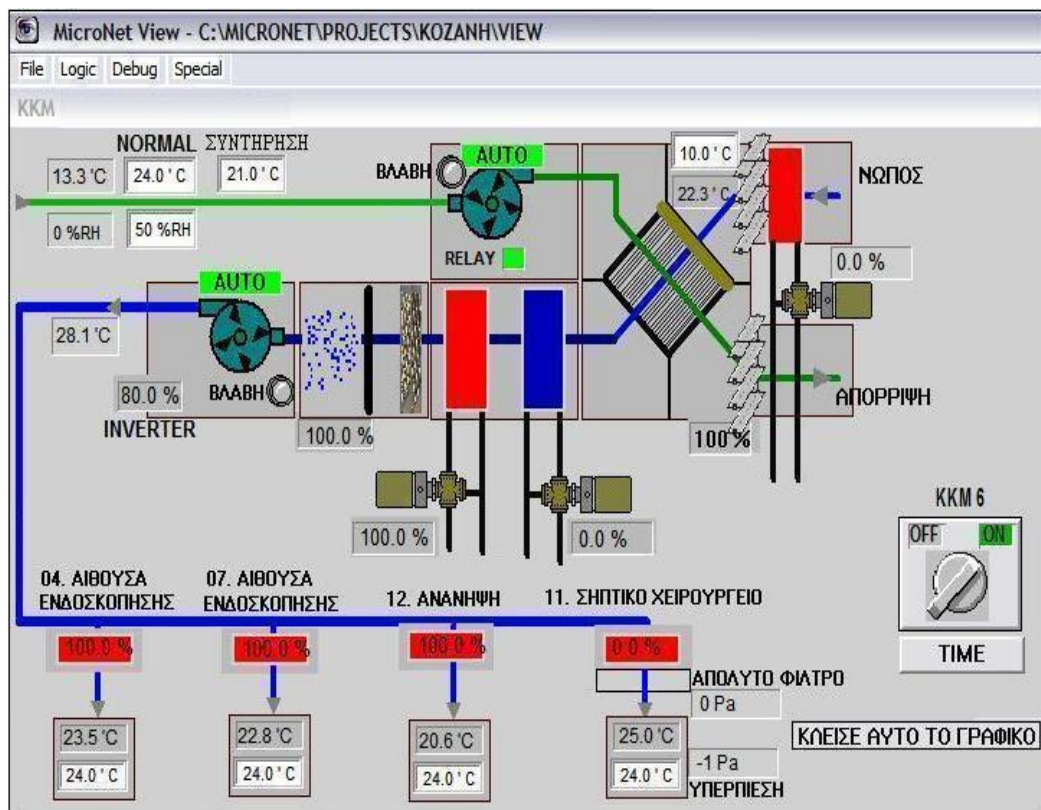 MicroNet View - C:\MICRONET\PROJECTS\KOZANH\VIEW
File Logic Debug Special
KKM
NORMAL ΣΥΝΤΗΡΗΣΗ
13.3 'C 24.0 ' C 21.0 ' C
0 %RH 50 %RH
ΒΛΑΒΗ AUTO
RELAY
10.0 ' C
22.3 'C
ΝΩΠΟΣ
0.0 %
AUTO
28.1 'C
80.0 %
INVERTER
ΒΛΑΒΗ
100.0 %
100 %
ΑΠΟΡΡΙΨΗ
100.0 %
0.0 %
KKM 6
OFF ON
TIME
04. ΑΙΘΟΥΣΑ
ΕΝΔΟΣΚΟΠΗΣΗΣ
07. ΑΙΘΟΥΣΑ
ΕΝΔΟΣΚΟΠΗΣΗΣ
12. ΑΝΑΝΗΨΗ
11. ΣΗΠΤΙΚΟ ΧΕΙΡΟΥΡΓΕΙΟ
100.0 % 100.0 % 100.0 % 0.0 %
ΑΠΟΛΥΤΟ ΦΙΛΤΡΟ
0 Pa
23.5 'C 22.8 'C 20.6 'C 25.0 'C
24.0 ' C 24.0 ' C 24.0 ' C 24.0 ' C
-1 Pa
ΥΠΕΡΠΙΕΣΗ
ΚΛΕΙΣΕ ΑΥΤΟ ΤΟ ΓΡΑΦΙΚΟ